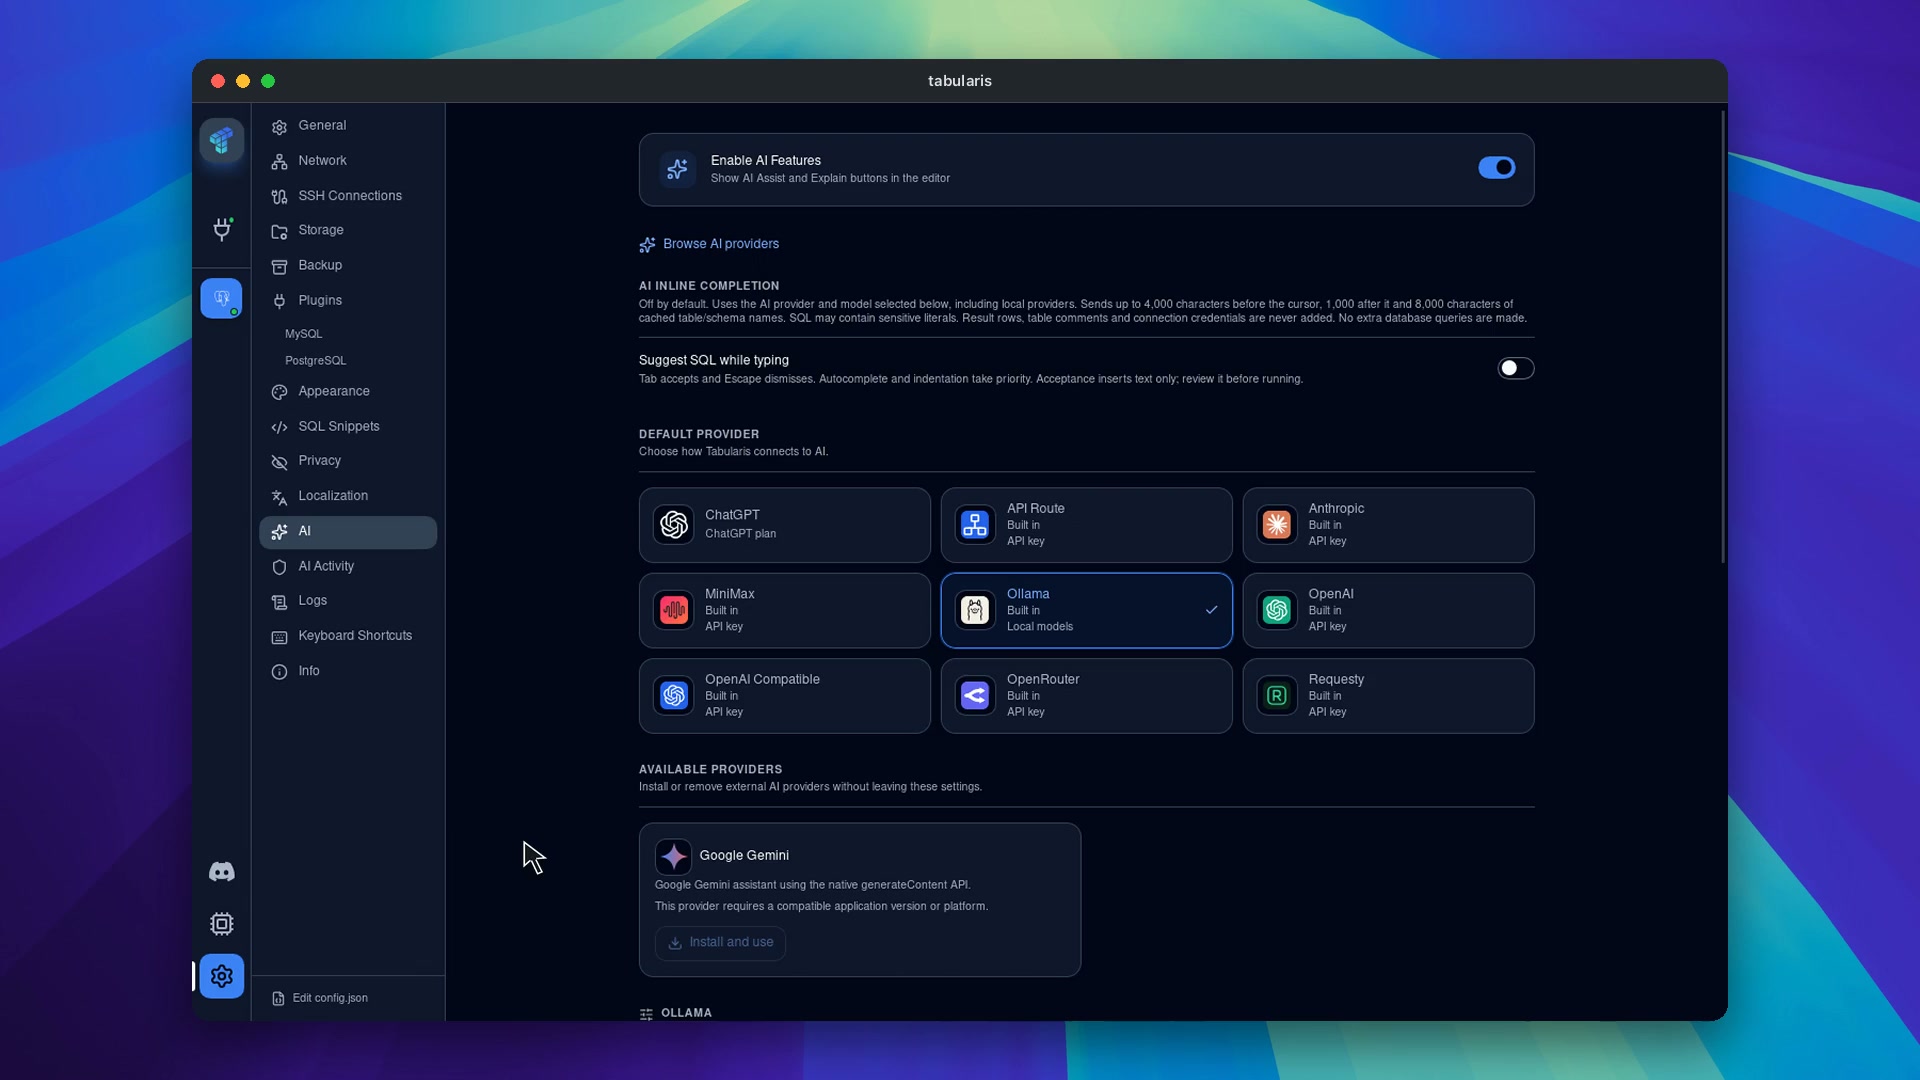 tabularis
General
Network
SSH Connections
Storage
Backup
Plugins
MySQL
PostgreSQL
Appearance
SQL Snippets
Privacy
Localization
AI
AI Activity
Logs
Keyboard Shortcuts
Info
Edit config.json
Enable AI Features
Show AI Assist and Explain buttons in the editor
Browse AI providers
AI INLINE COMPLETION
Off by default. Uses the AI provider and model selected below, including local providers. Sends up to 4,000 characters before the cursor, 1,000 after it and 8,000 characters of
cached table/schema names. SQL may contain sensitive literals. Result rows, table comments and connection credentials are never added. No extra database queries are made.
Suggest SQL while typing
Tab accepts and Escape dismisses. Autocomplete and indentation take priority. Acceptance inserts text only; review it before running.
DEFAULT PROVIDER
Choose how Tabularis connects to AI.
ChatGPT
ChatGPT plan
API Route
Built in
API key
Anthropic
Built in
API key
MiniMax
Built in
API key
Ollama
Built in
Local models
OpenAI
Built in
API key
OpenAI Compatible
Built in
API key
OpenRouter
Built in
API key
R
Requesty
Built in
API key
AVAILABLE PROVIDERS
Install or remove external AI providers without leaving these settings.
Google Gemini
Google Gemini assistant using the native generateContent API.
This provider requires a compatible application version or platform.
Install and use
OLLAMA